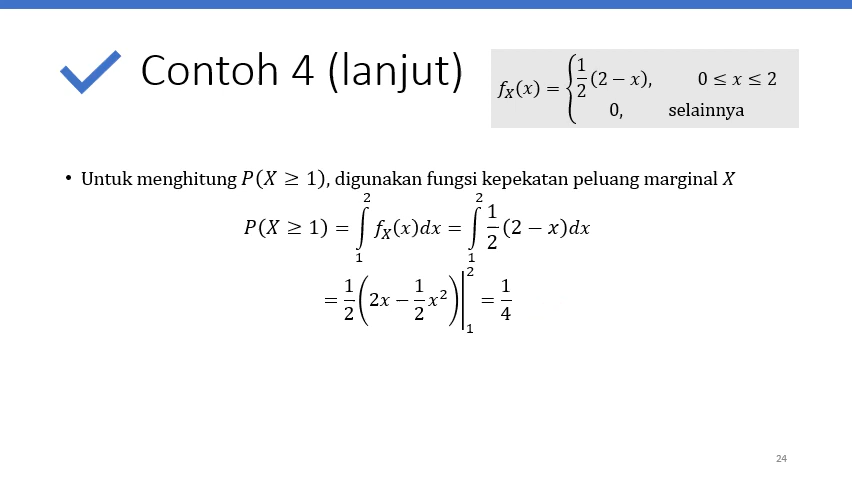 Contoh 4 (lanjut)
f_X(x) = { 1/2 (2 − x), 0 ≤ x ≤ 2
0, selainnya
• Untuk menghitung P(X ≥ 1), digunakan fungsi kepekatan peluang marginal X
P(X ≥ 1) = ∫_1^2 f_X(x)dx = ∫_1^2 1/2 (2 − x)dx
= 1/2 (2x − 1/2 x²)|_1^2 = 1/4
24